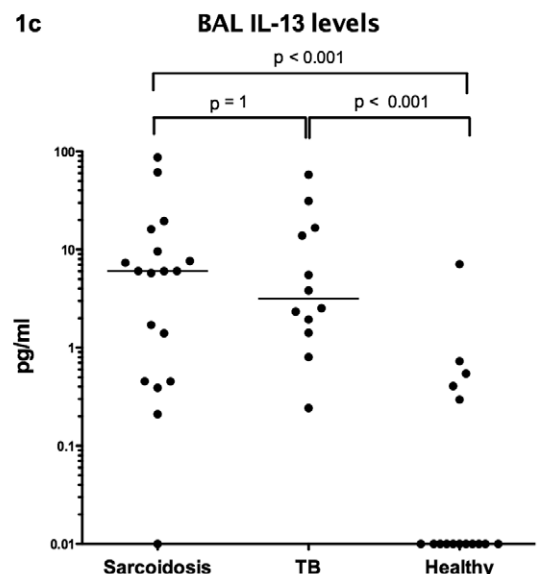 1c
BAL IL-13 levels
p < 0.001
p = 1
p < 0.001
100
10
1
0.1
0.01
pg/ml
Sarcoidosis
TB
Healthy